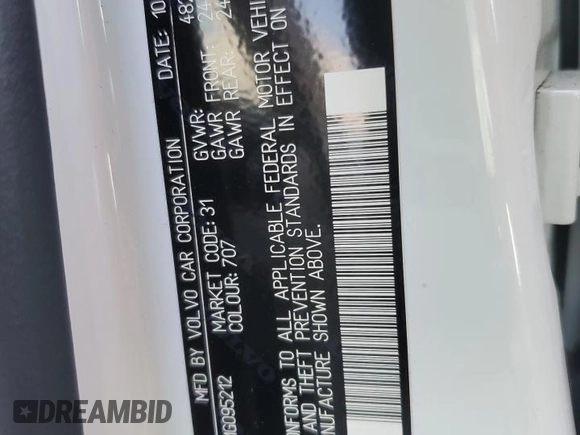 MFD BY VOLVO CAR CORPORATION DATE: 10
MARKET CODE: 31 GVWR: 48
COLOUR: 707 GAWR FRONT: 24
GAWR REAR: 24
G095212
VOLVO
ONFORMS TO ALL APPLICABLE FEDERAL MOTOR VEHI
AND THEFT PREVENTION STANDARDS IN EFFECT ON
NUFACTURE SHOWN ABOVE.
DREAMBID